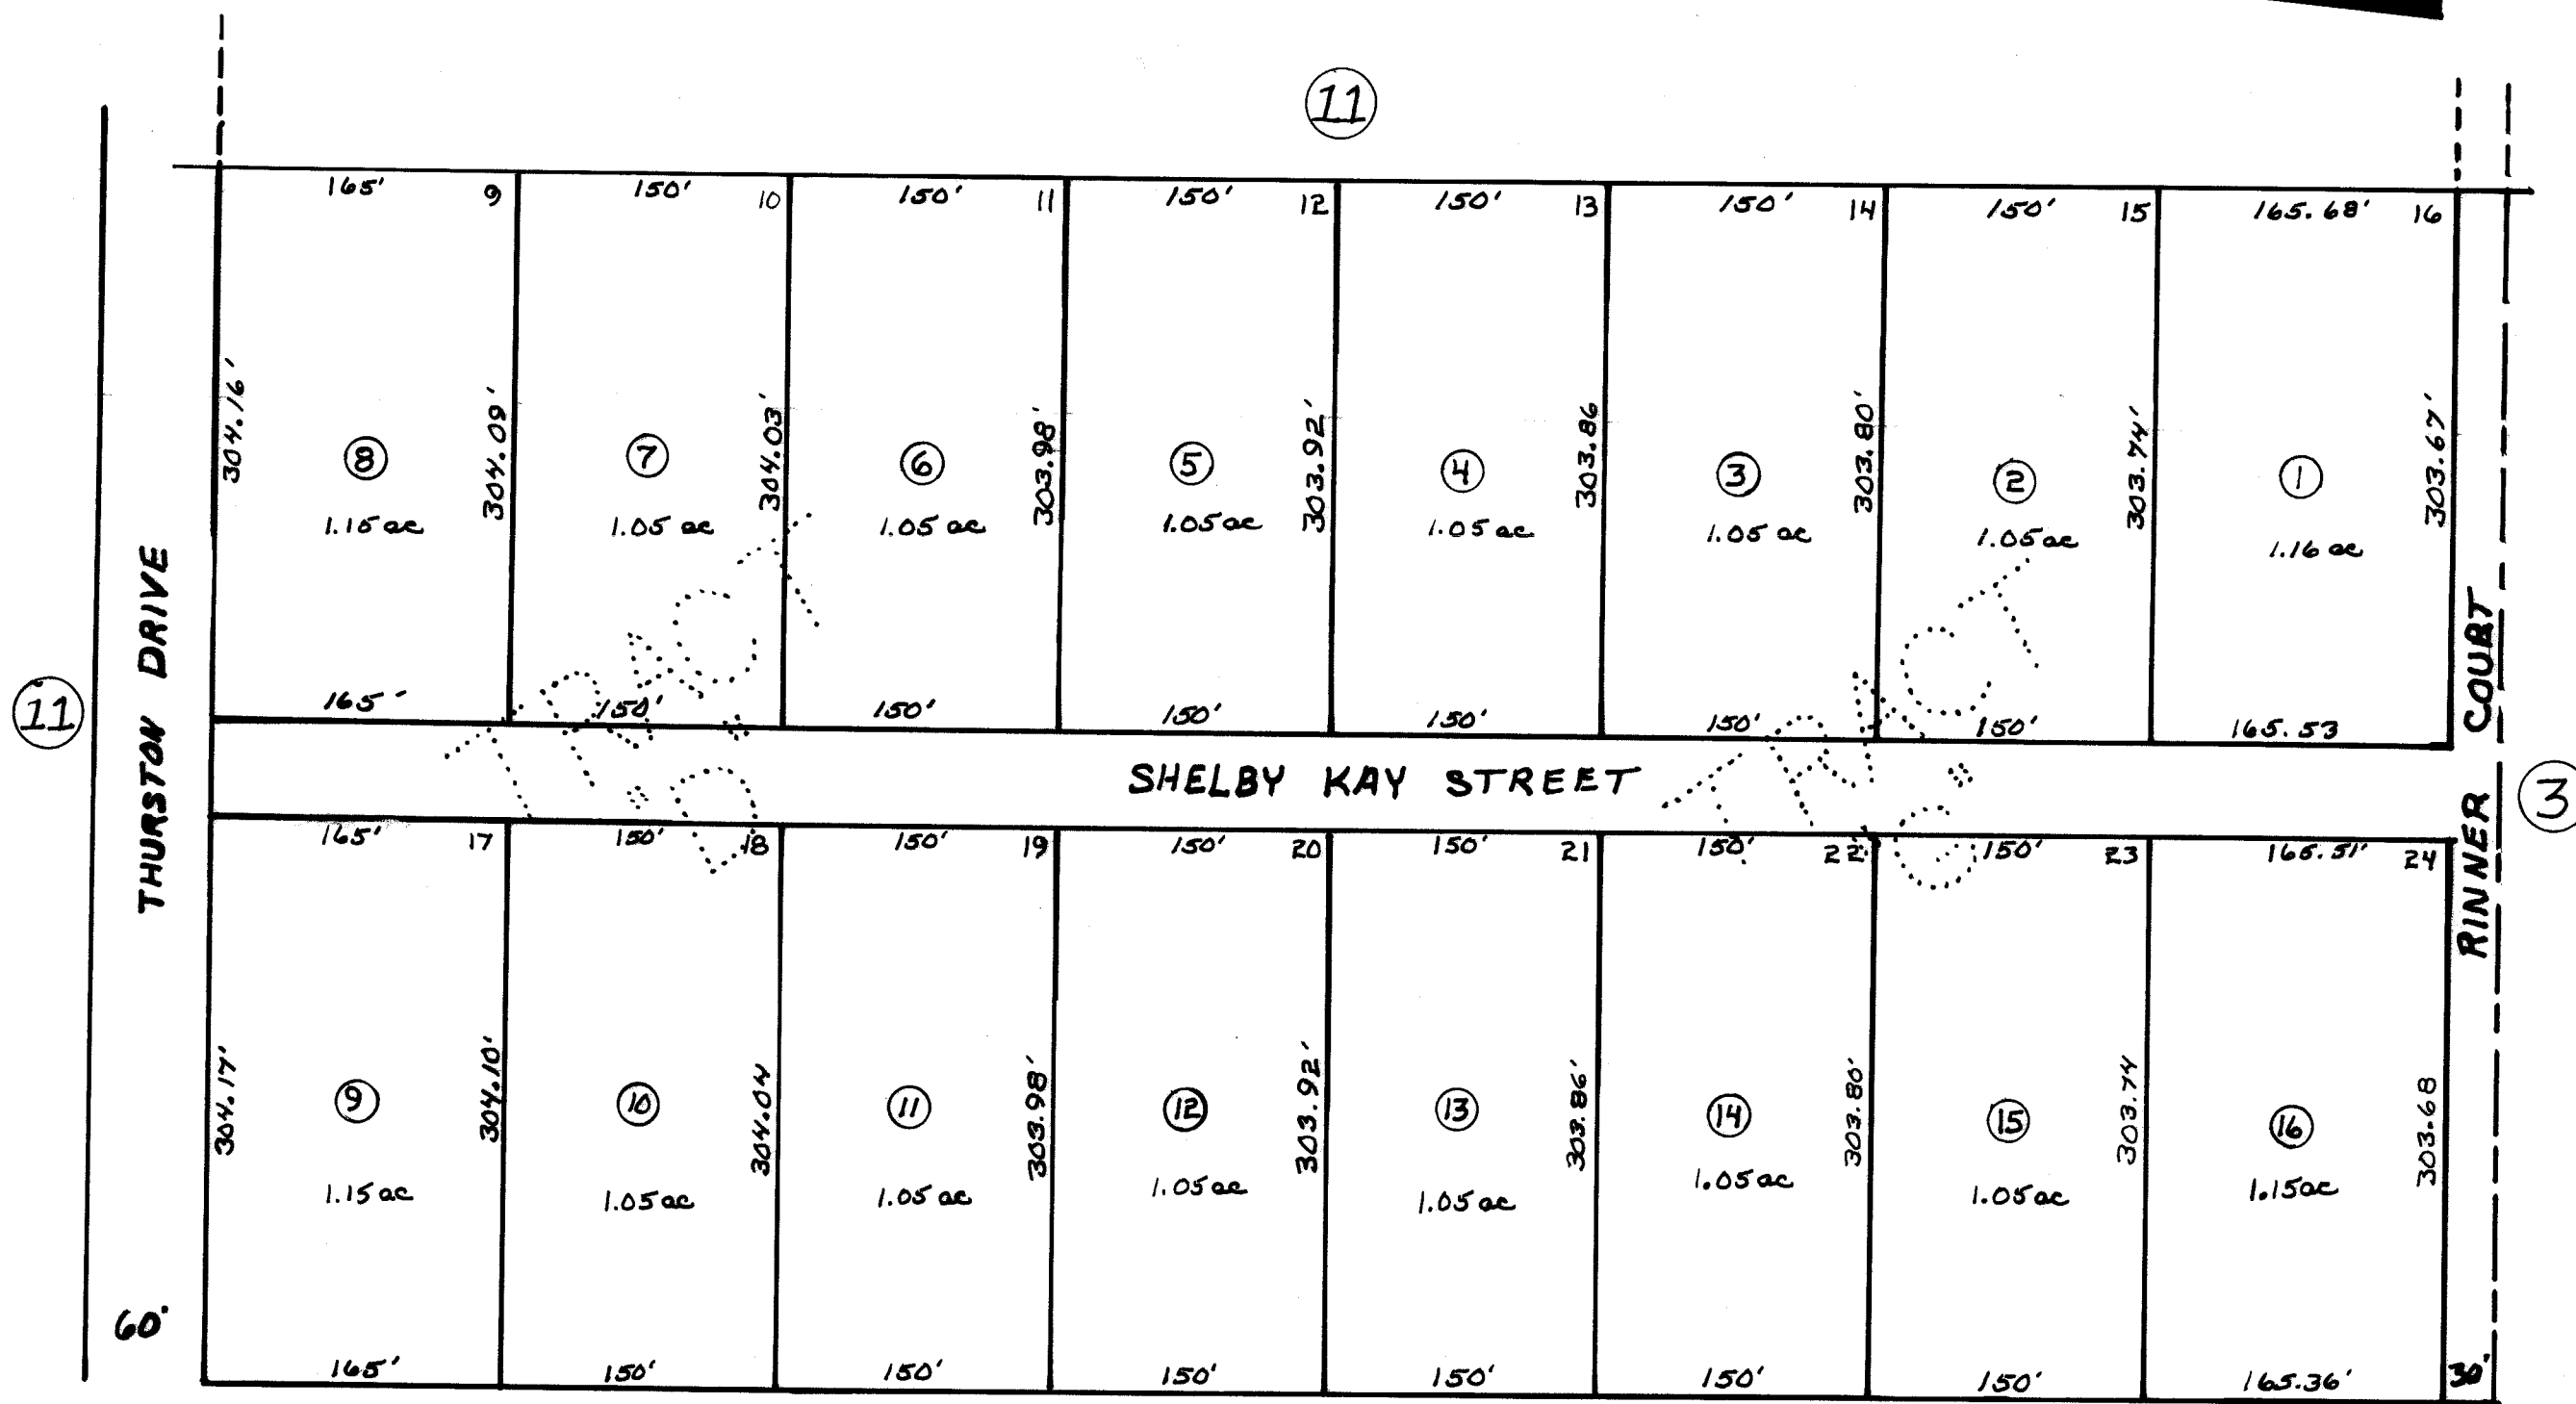 11
165' 9 150' 10 150' 11 150' 12 150' 13 150' 14 150' 15 165.68' 16
304.16' 304.09' 304.03' 303.98' 303.92' 303.86 303.80' 303.74' 303.67'
8 7 6 5 4 3 2 1
1.15 ac 1.05 ac 1.05 ac 1.05 ac 1.05 ac 1.05 ac 1.05 ac 1.16 ac
THURSTON DRIVE
11
165' 150' 150' 150' 150' 150' 150' 165.53
TRACT
"D"
SHELBY KAY STREET
TRACT
RINNER COURT
3
165' 17 150' 18 150' 19 150' 20 150' 21 150' 22 150' 23 165.51' 24
304.17' 304.10' 304.04 303.98' 303.92' 303.86' 303.80' 303.74 303.68
9 10 11 12 13 14 15 16
1.15 ac 1.05 ac 1.05 ac 1.05 ac 1.05 ac 1.05 ac 1.05 ac 1.15 ac
60'
165' 150' 150' 150' 150' 150' 150' 165.36' 30'